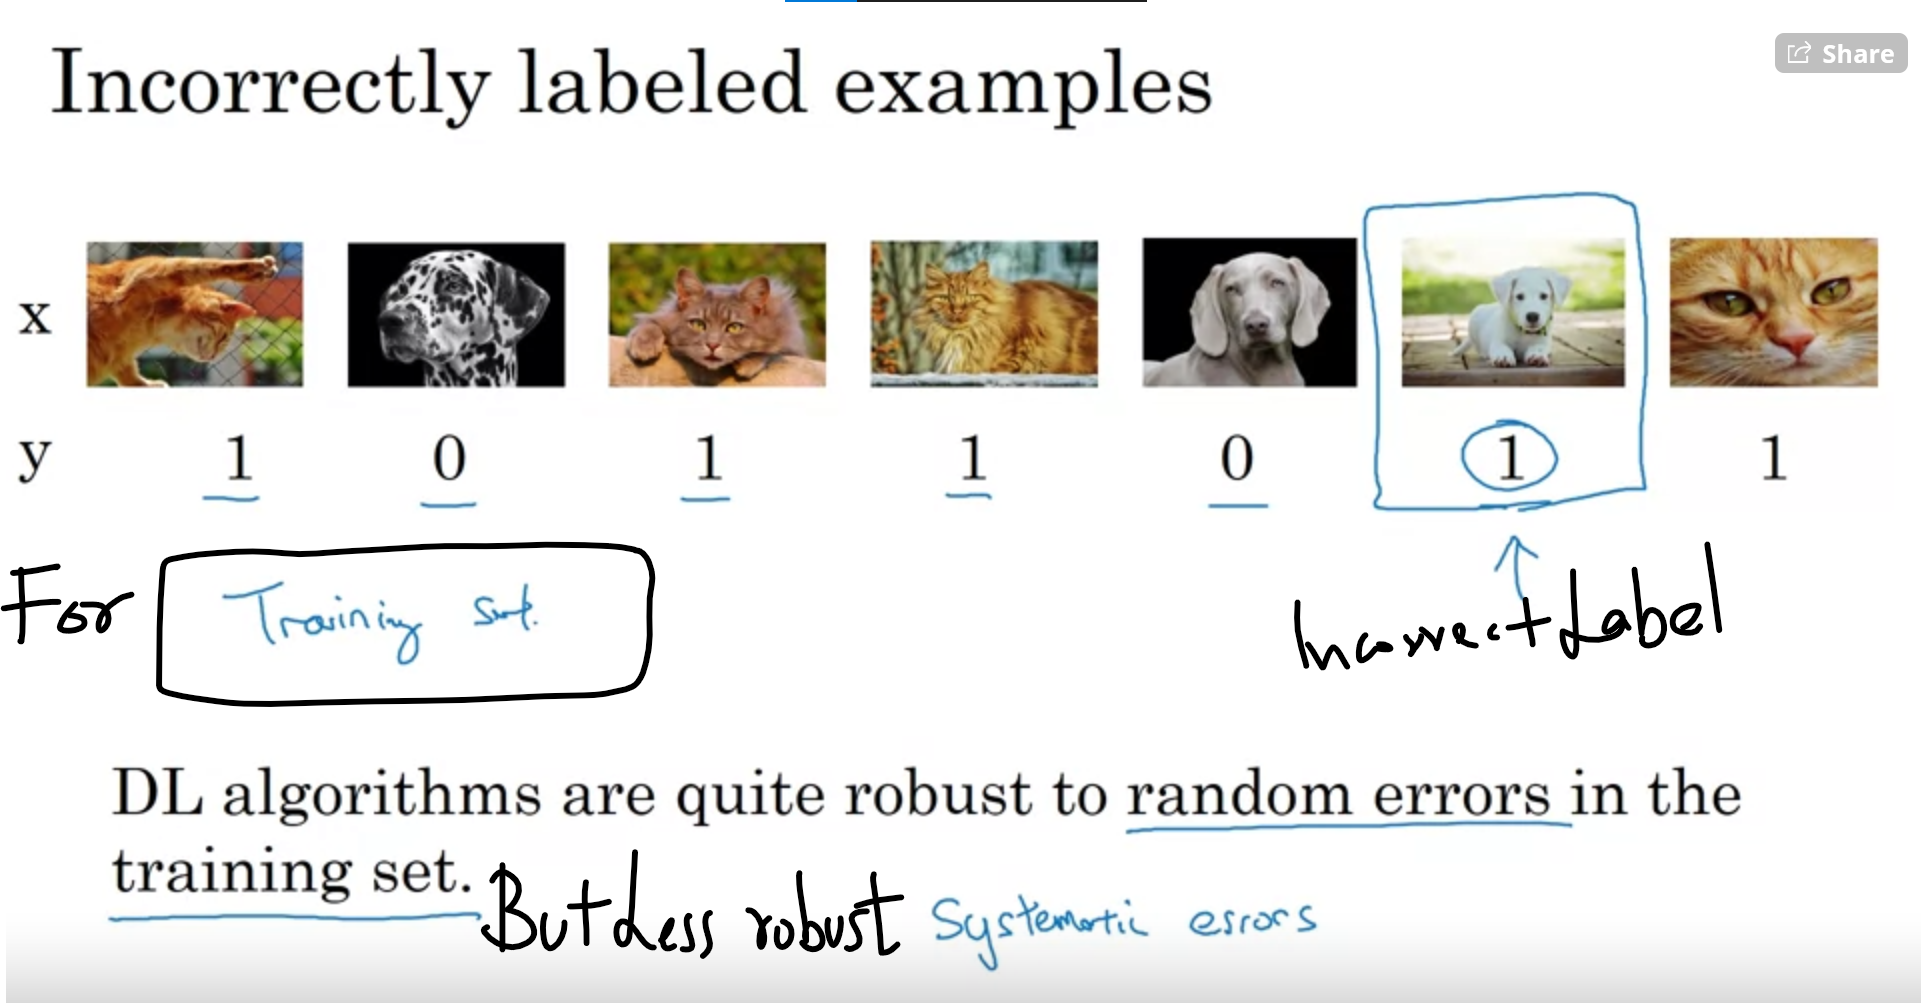 Share
Incorrectly labeled examples
x
y 1 0 1 1 0 1 1
For Training set.
Incorrect Label
DL algorithms are quite robust to random errors in the
training set. But Less robust Systematic errors